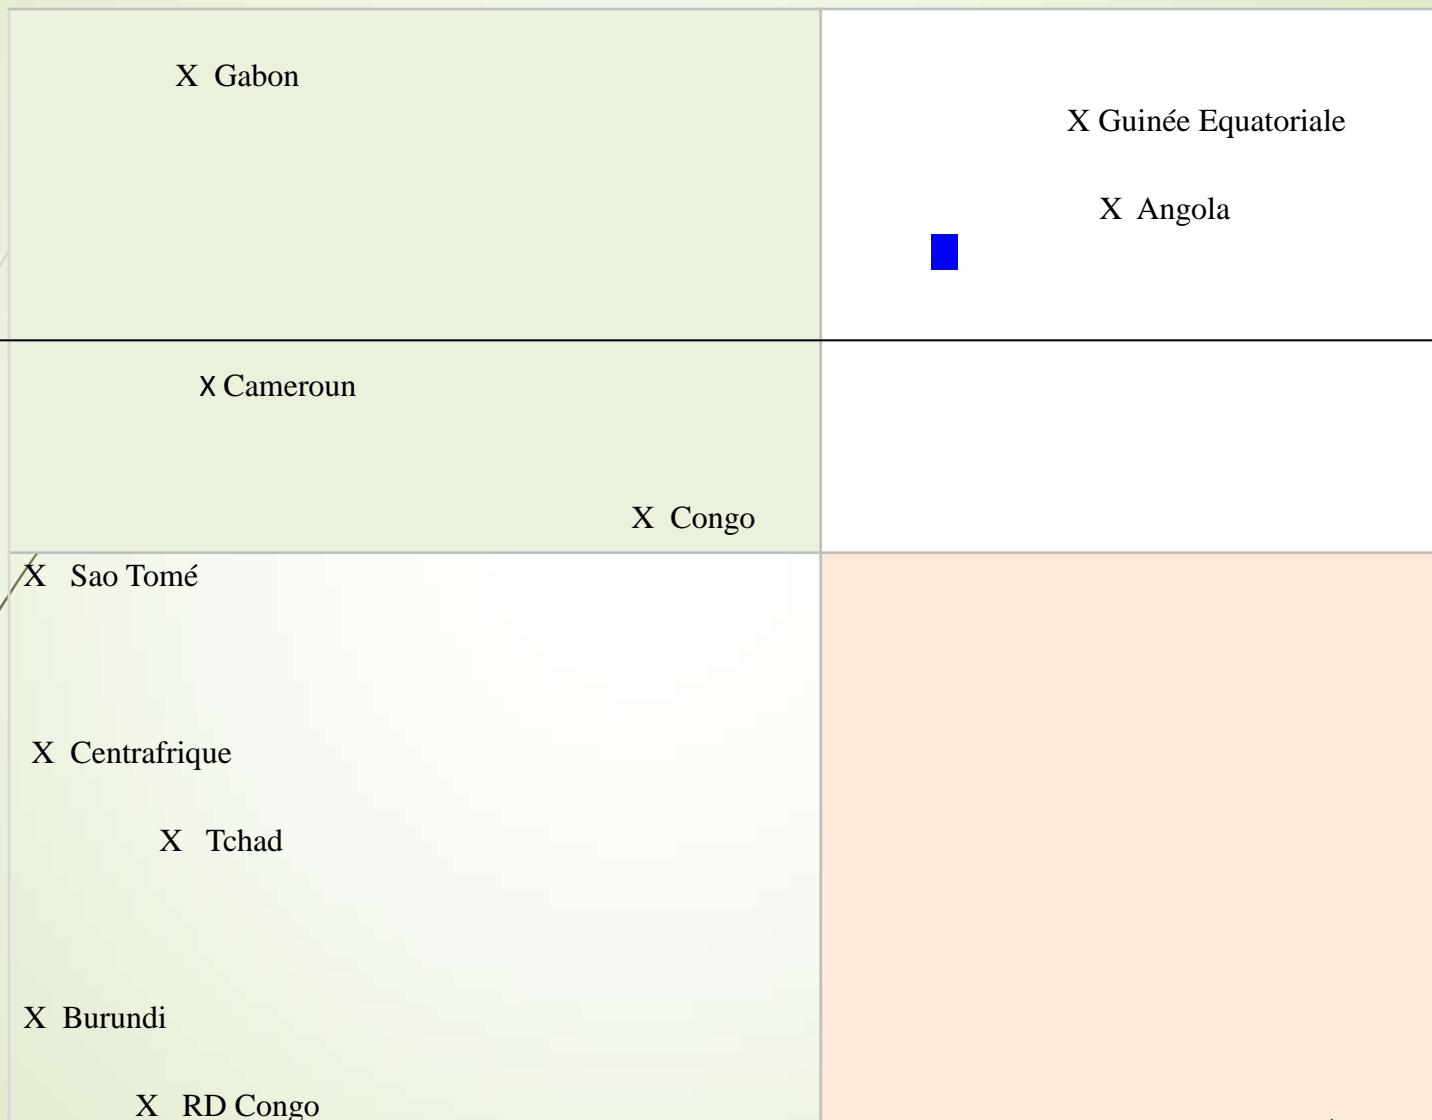 X Gabon
X Guinée Equatoriale
X Angola
X Cameroun
X Congo
X Sao Tomé
X Centrafrique
X Tchad
X Burundi
X RD Congo